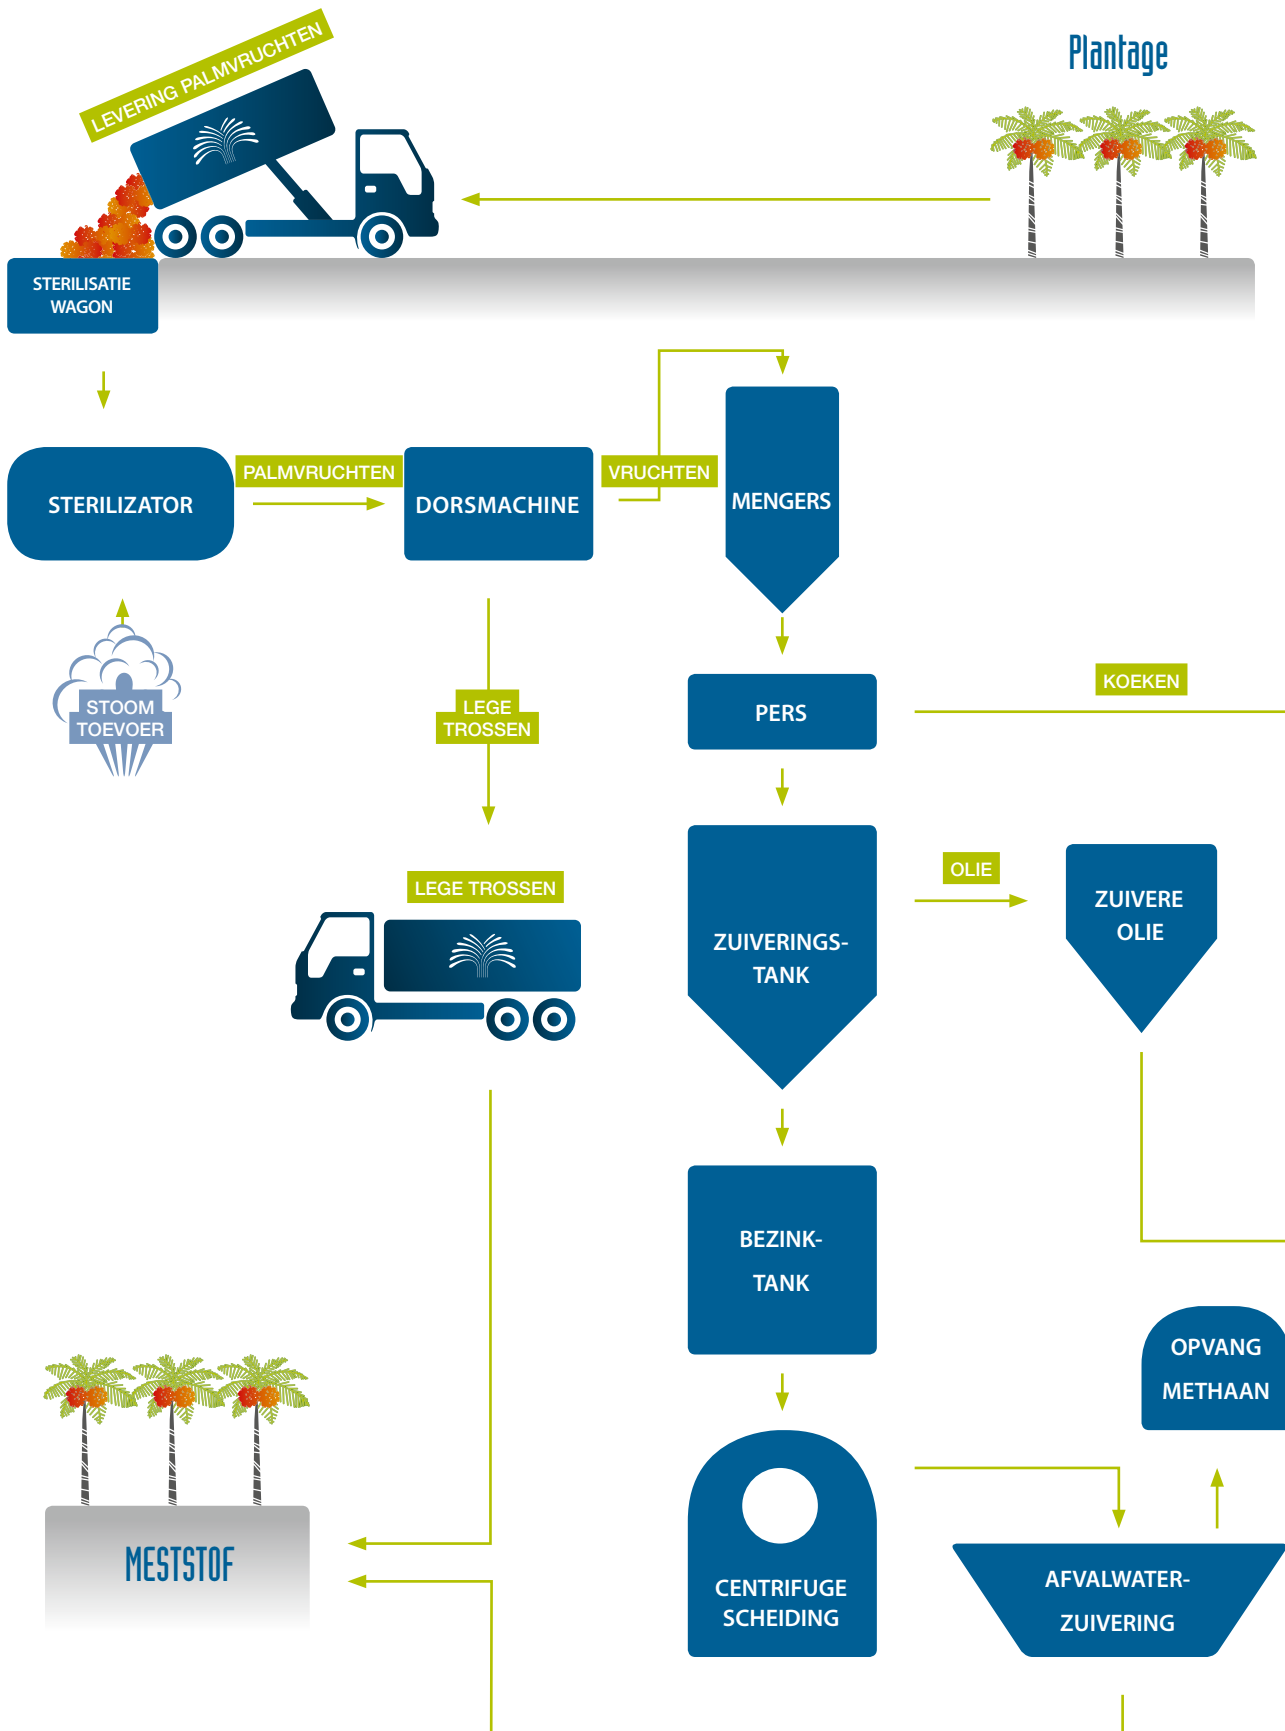 LEVERING PALMVRUCHTEN
Plantage
STERILISATIE
WAGON
STERILIZATOR
PALMVRUCHTEN
DORSMACHINE
VRUCHTEN
MENGERS
STOOM
TOEVOER
LEGE
TROSSEN
PERS
KOEKEN
LEGE TROSSEN
ZUIVERINGS-
TANK
OLIE
ZUIVERE
OLIE
BEZINK-
TANK
OPVANG
METHAAN
MESTSTOF
CENTRIFUGE
SCHEIDING
AFVALWATER-
ZUIVERING